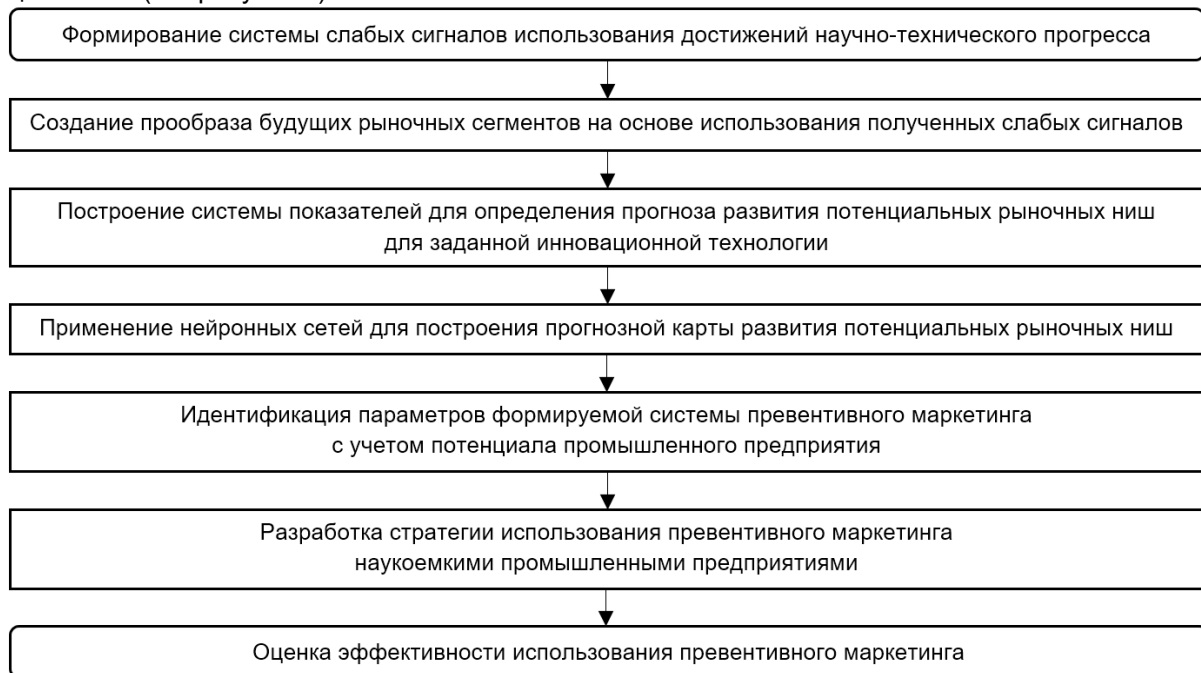 Формирование системы слабых сигналов использования достижений научно-технического прогресса
Создание прообраза будущих рыночных сегментов на основе использования полученных слабых сигналов
Построение системы показателей для определения прогноза развития потенциальных рыночных ниш
для заданной инновационной технологии
Применение нейронных сетей для построения прогнозной карты развития потенциальных рыночных ниш
Идентификация параметров формируемой системы превентивного маркетинга
с учетом потенциала промышленного предприятия
Разработка стратегии использования превентивного маркетинга
наукоемкими промышленными предприятиями
Оценка эффективности использования превентивного маркетинга